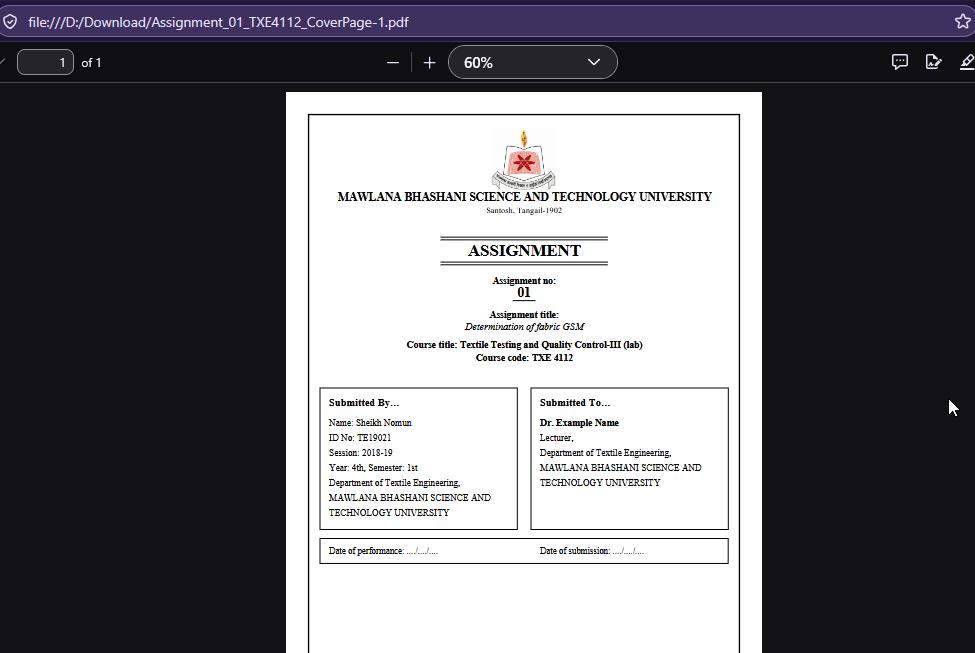 file:///D:/Download/Assignment_01_TXE4112_CoverPage-1.pdf
1 of 1
60%
MAWLANA BHASHANI SCIENCE AND TECHNOLOGY UNIVERSITY
Santosh, Tangail-1902
ASSIGNMENT
Assignment no:
01
Assignment title:
Determination of fabric GSM
Course title: Textile Testing and Quality Control-III (lab)
Course code: TXE 4112
Submitted By...
Name: Sheikh Nomun
ID No: TE19021
Session: 2018-19
Year: 4th, Semester: 1st
Department of Textile Engineering,
MAWLANA BHASHANI SCIENCE AND
TECHNOLOGY UNIVERSITY
Submitted To...
Dr. Example Name
Lecturer,
Department of Textile Engineering,
MAWLANA BHASHANI SCIENCE AND
TECHNOLOGY UNIVERSITY
Date of performance: ..../..../....
Date of submission: ..../..../....